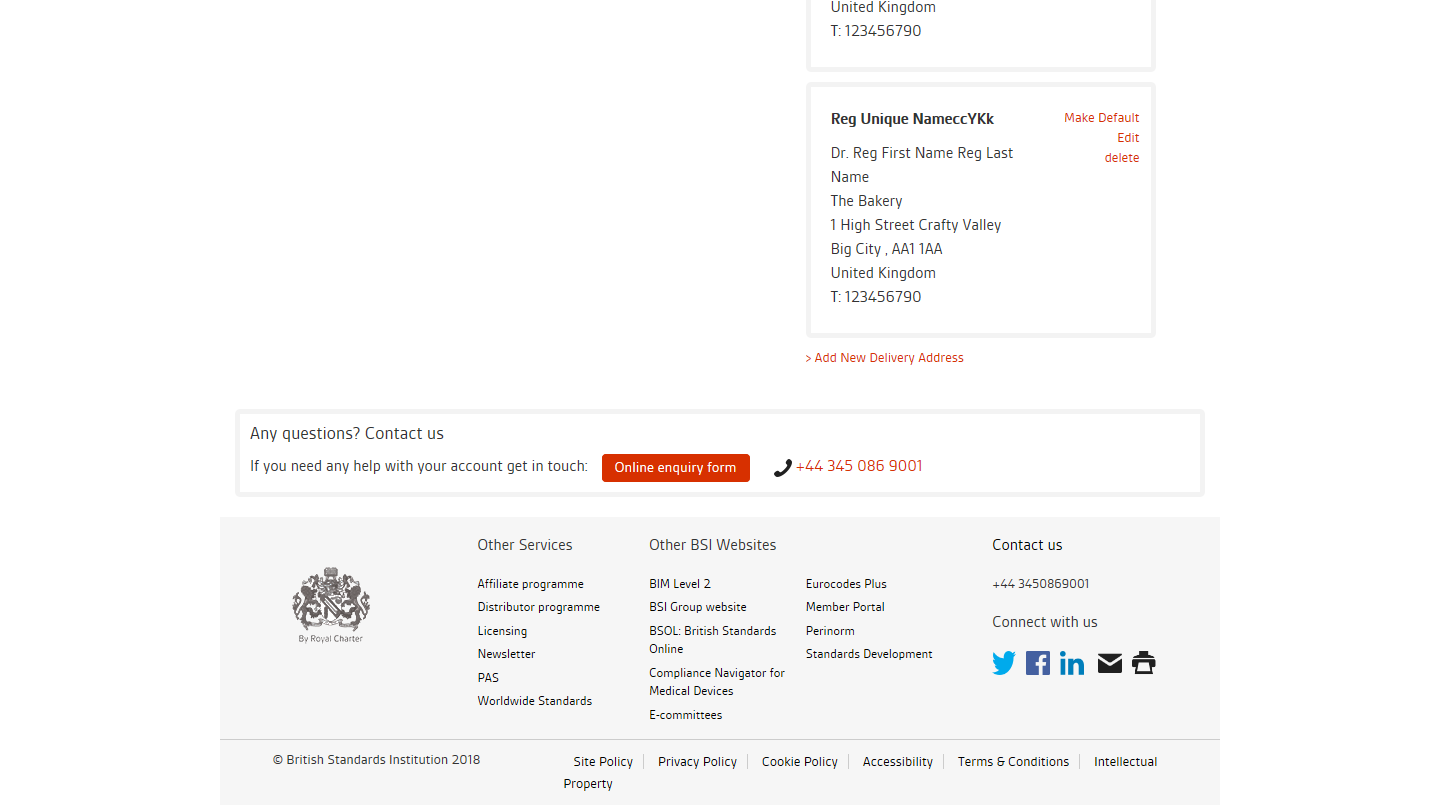 United Kingdom
T: 123456790
Reg Unique NameccYKk
Make Default
Edit
delete
Dr. Reg First Name Reg Last
Name
The Bakery
1 High Street Crafty Valley
Big City , AA1 1AA
United Kingdom
T: 123456790
> Add New Delivery Address
Any questions? Contact us
If you need any help with your account get in touch:
Online enquiry form
+44 345 086 9001
By Royal Charter
Other Services
Affiliate programme
Distributor programme
Licensing
Newsletter
PAS
Worldwide Standards
Other BSI Websites
BIM Level 2
BSI Group website
BSOL: British Standards
Online
Compliance Navigator for
Medical Devices
E-committees
Eurocodes Plus
Member Portal
Perinorm
Standards Development
Contact us
+44 3450869001
Connect with us
© British Standards Institution 2018
Site Policy
Privacy Policy
Cookie Policy
Accessibility
Terms & Conditions
Intellectual
Property